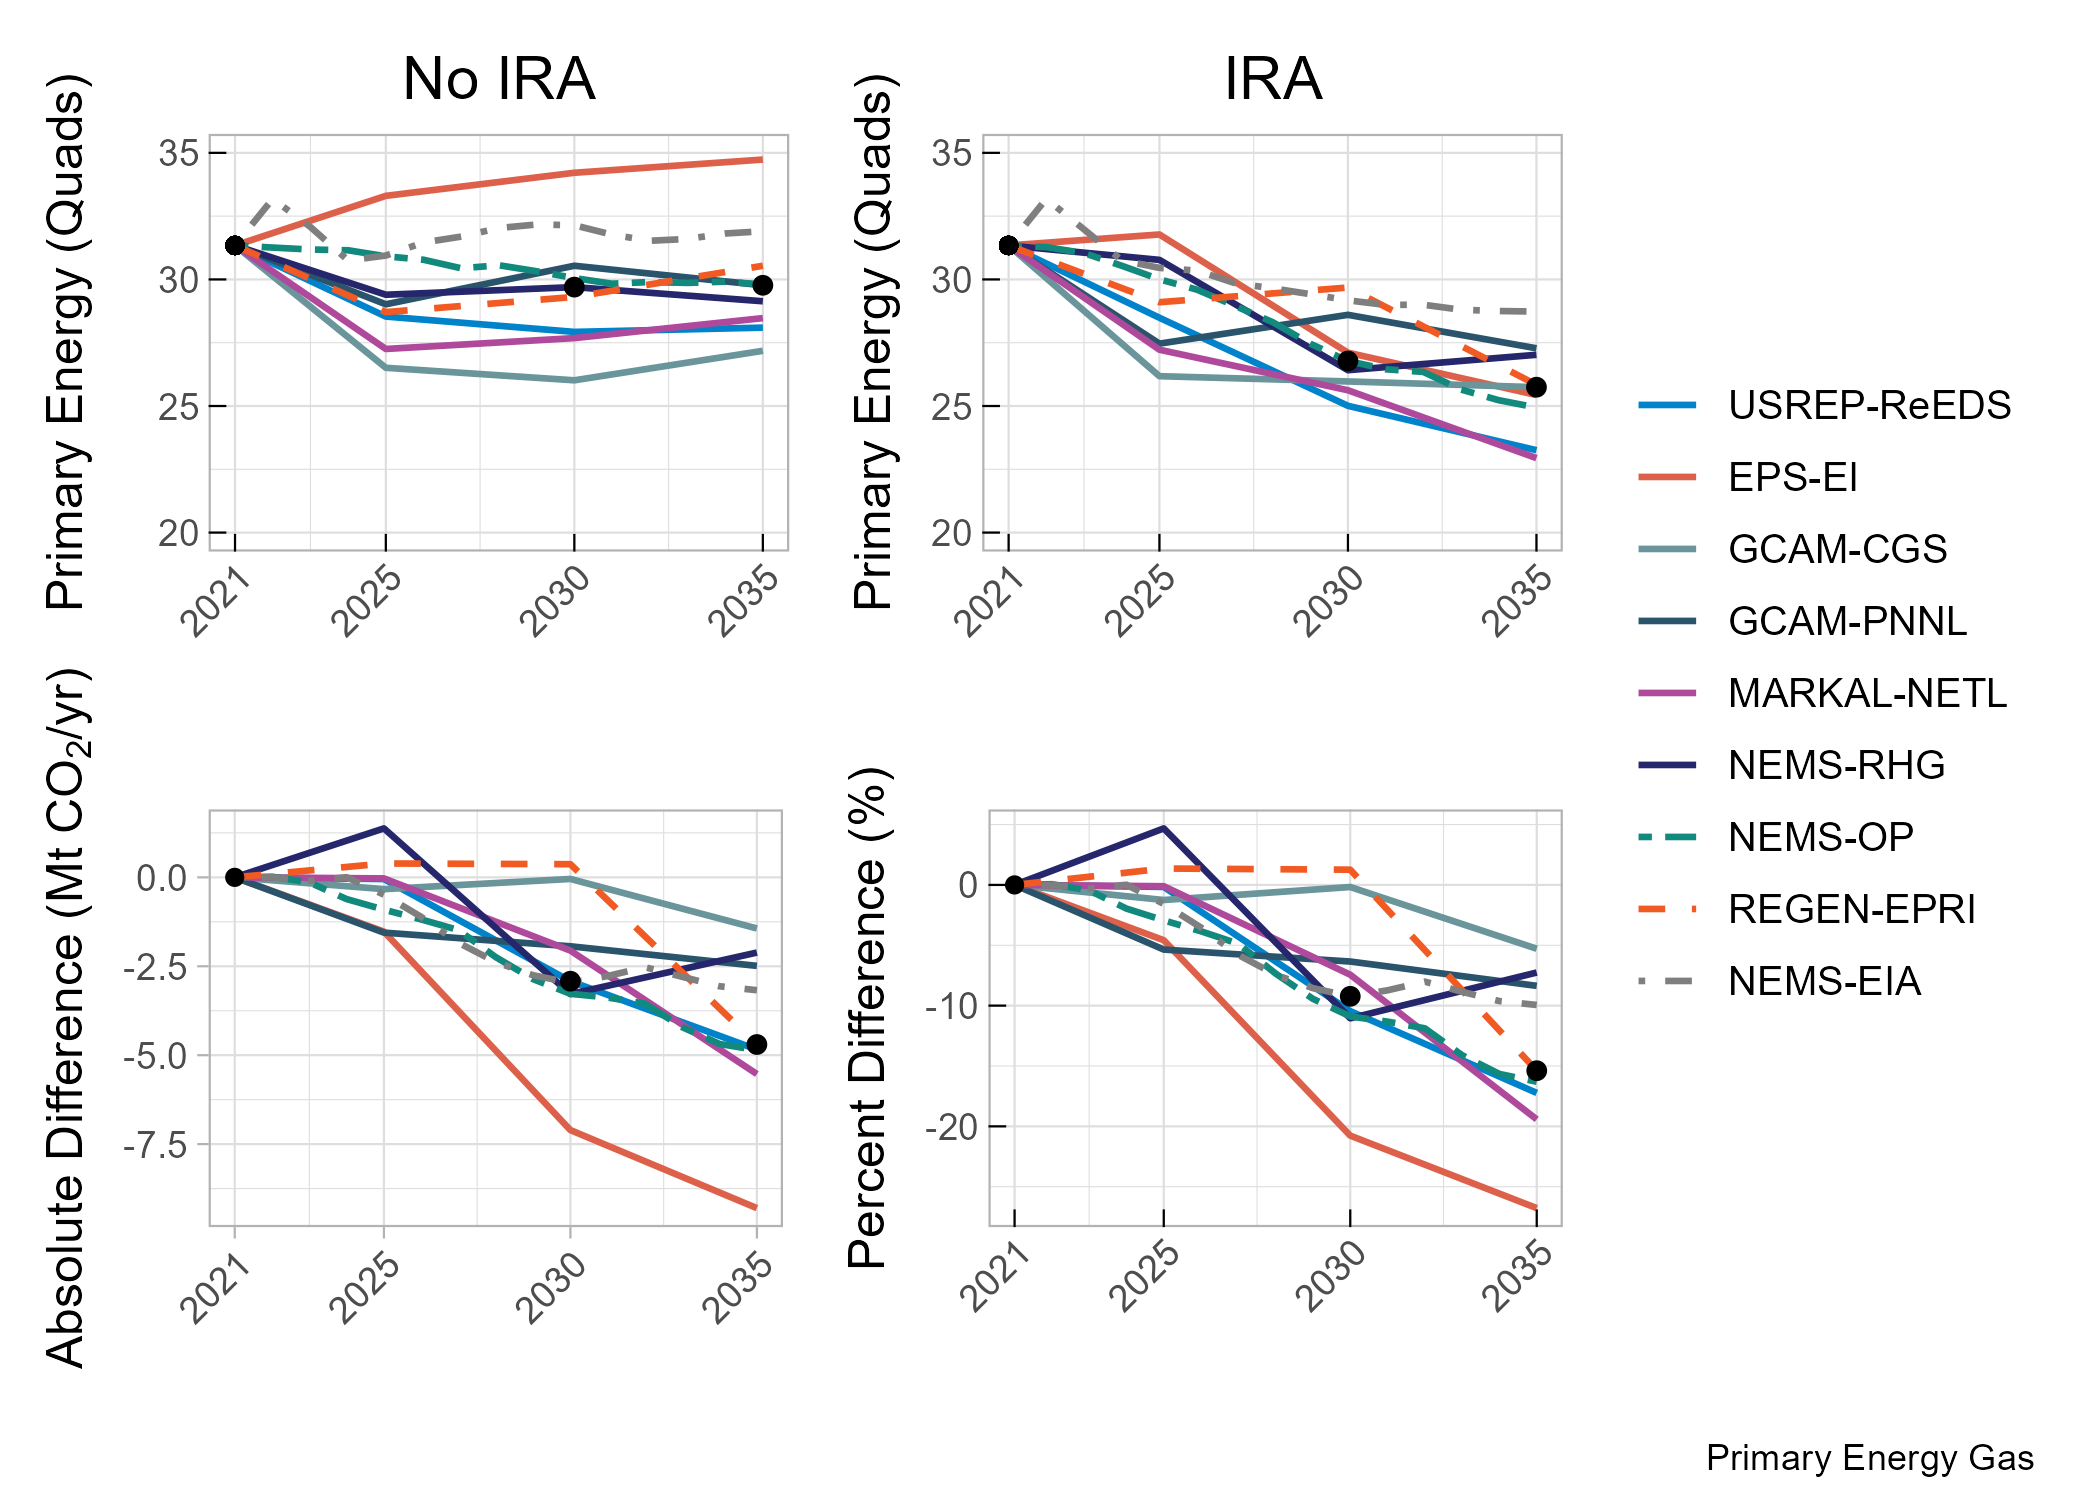 No IRA
IRA
Primary Energy (Quads)
35
30
25
20
2021
2025
2030
2035
Primary Energy (Quads)
35
30
25
20
2021
2025
2030
2035
USREP-ReEDS
EPS-EI
GCAM-CGS
GCAM-PNNL
MARKAL-NETL
NEMS-RHG
NEMS-OP
REGEN-EPRI
NEMS-EIA
Absolute Difference (Mt CO₂/yr)
0.0
-2.5
-5.0
-7.5
2021
2025
2030
2035
Percent Difference (%)
0
-10
-20
2021
2025
2030
2035
Primary Energy Gas